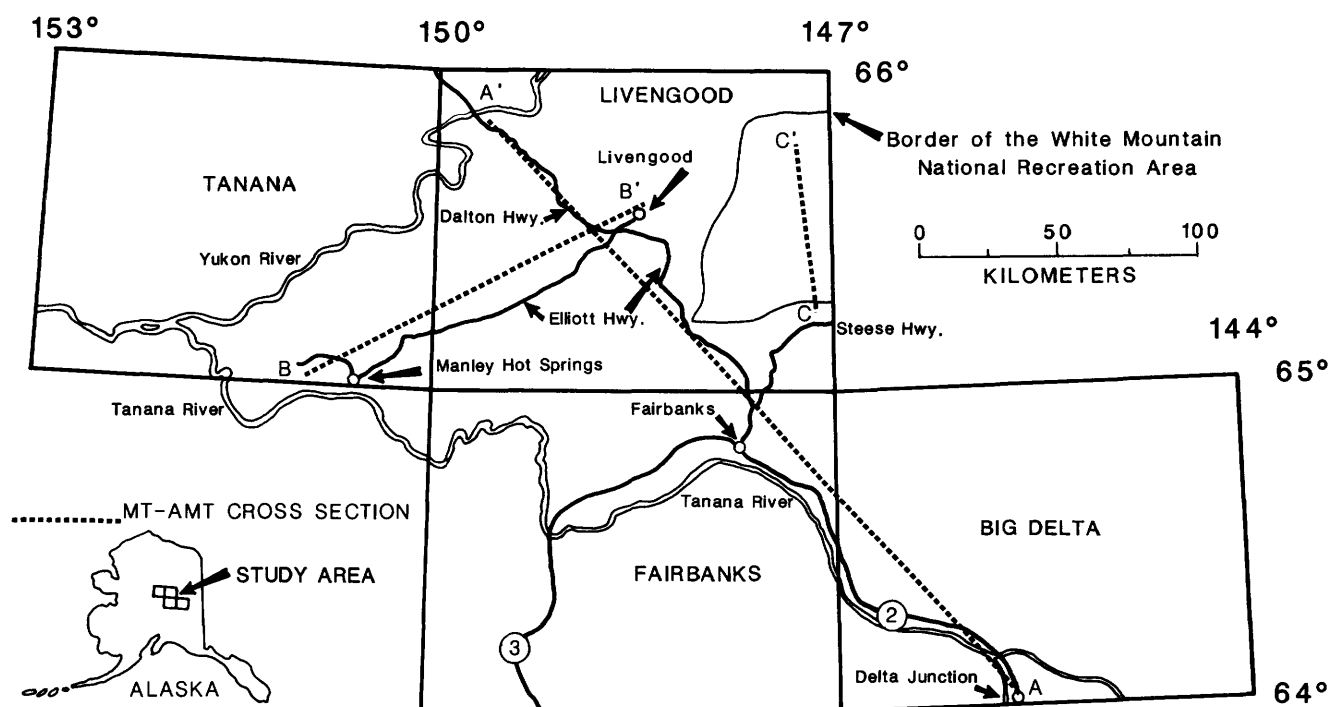 153°
150°
147°
66°
A'
LIVENGOOD
Border of the White Mountain
National Recreation Area
C'
Livengood
TANANA
B'
Dalton Hwy.
0 50 100
KILOMETERS
Yukon River
Elliott Hwy.
C
Steese Hwy.
144°
B
Manley Hot Springs
65°
Tanana River
Fairbanks
Tanana River
MT-AMT CROSS SECTION
BIG DELTA
STUDY AREA
FAIRBANKS
2
3
Delta Junction
A
ALASKA
64°